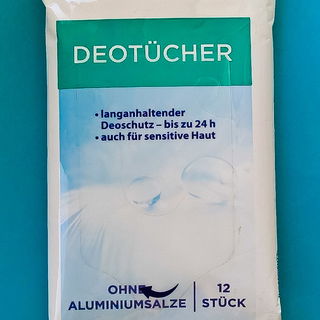 DEOTÜCHER
• langanhaltender
Deoschutz – bis zu 24 h
• auch für sensitive Haut
OHNE
ALUMINIUMSALZE
12
STÜCK